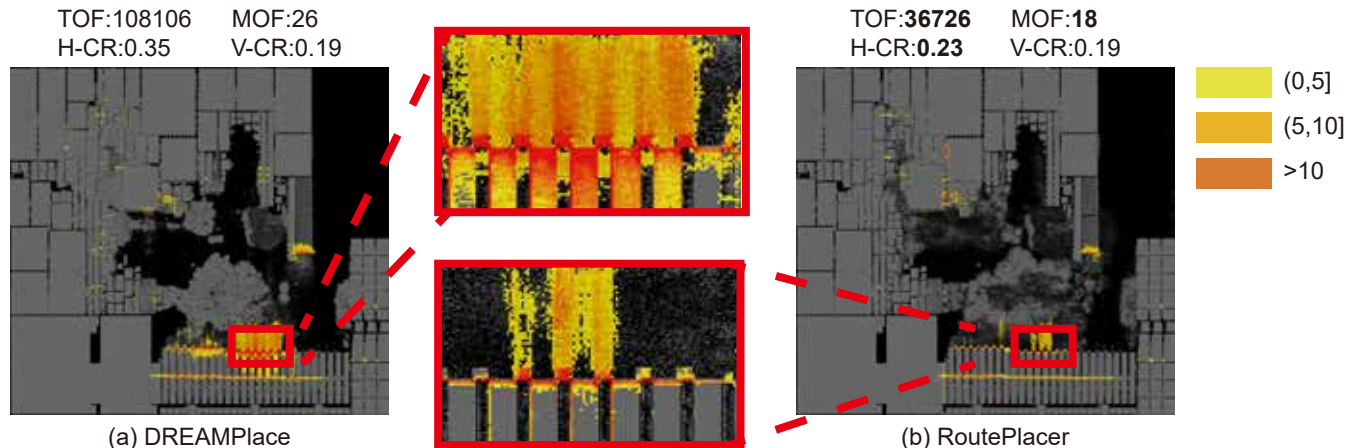 TOF:108106 MOF:26
H-CR:0.35 V-CR:0.19
TOF:36726 MOF:18
H-CR:0.23 V-CR:0.19
(0,5]
(5,10]
>10
(a) DREAMPlace
(b) RoutePlacer